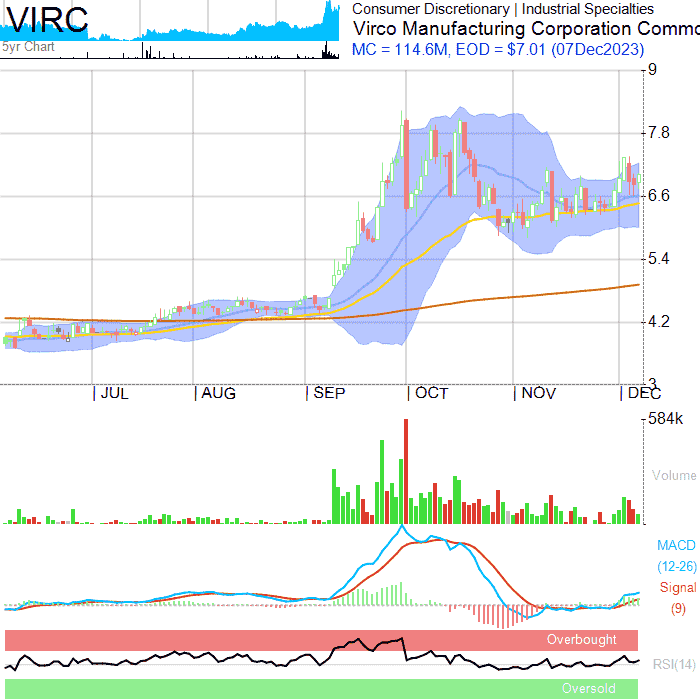 VIRC
5yr Chart
Consumer Discretionary | Industrial Specialties
Virco Manufacturing Corporation Commo
MC = 114.6M, EOD = $7.01 (07Dec2023)
9
7.8
6.6
5.4
4.2
3
JUL AUG SEP OCT NOV DEC
584k
Volume
MACD
(12-26)
Signal
(9)
Overbought
RSI(14)
Oversold